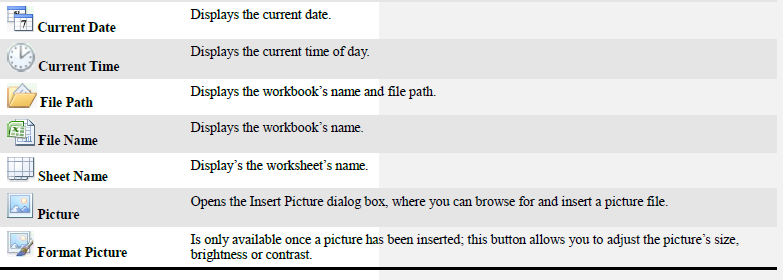 Current Date Displays the current date.
Current Time Displays the current time of day.
File Path Displays the workbook’s name and file path.
File Name Displays the workbook’s name.
Sheet Name Display’s the worksheet’s name.
Picture Opens the Insert Picture dialog box, where you can browse for and insert a picture file.
Format Picture Is only available once a picture has been inserted; this button allows you to adjust the picture’s size,
brightness or contrast.